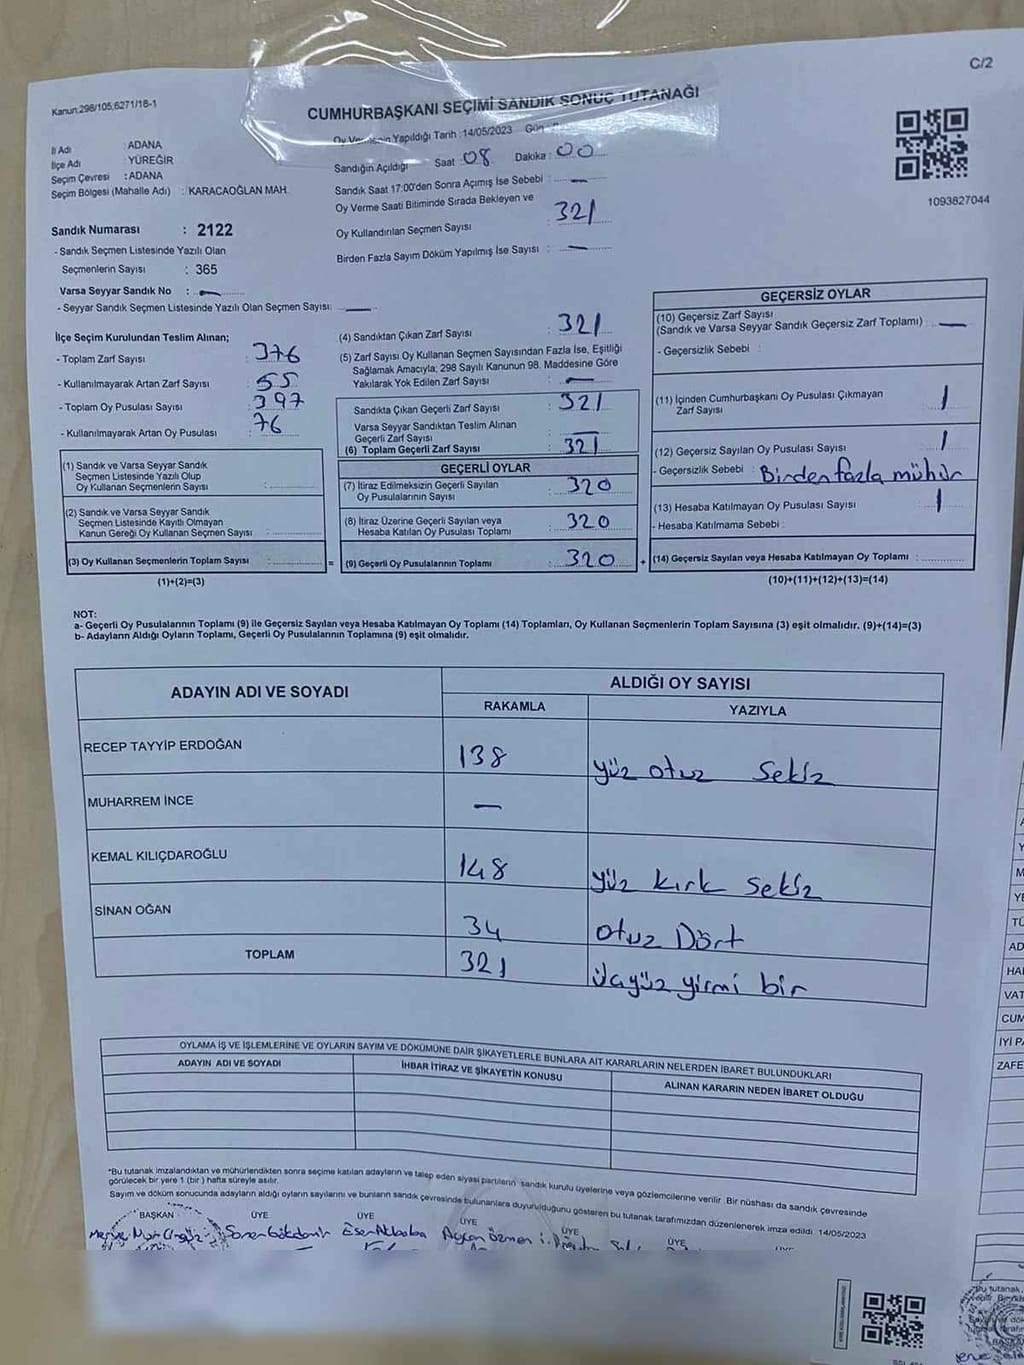 C/2
Kanun:298/105,6271/18-1
CUMHURBAŞKANI SEÇİMİ SANDIK SONUÇ TUTANAĞI
Yapıldığı Tarih :14/05/2023
İl Adı : ADANA
İlçe Adı : YÜREĞİR
Seçim Çevresi : ADANA
Seçim Bölgesi (Mahalle Adı) : KARACAOĞLAN MAH.
Sandık Numarası : 2122
- Sandık Seçmen Listesinde Yazılı Olan
Seçmenlerin Sayısı : 365
Varsa Seyyar Sandık No : —
- Seyyar Sandık Seçmen Listesinde Yazılı Olan Seçmen Sayısı: —
Sandığın Açıldığı Saat : 08 Dakika : 00
Sandık Saat 17:00'den Sonra Açımış İse Sebebi : —
Oy Verme Saati Bitiminde Sırada Bekleyen ve
Oy Kullandırılan Seçmen Sayısı : 321
Birden Fazla Sayım Döküm Yapılmış İse Sayısı : —
1093827044
İlçe Seçim Kurulundan Teslim Alınan;
- Toplam Zarf Sayısı : 376
- Kullanılmayarak Artan Zarf Sayısı : 55
- Toplam Oy Pusulası Sayısı : 397
- Kullanılmayarak Artan Oy Pusulası : 76
(1) Sandık ve Varsa Seyyar Sandık
Seçmen Listesinde Yazılı Olup
Oy Kullanan Seçmenlerin Sayısı :
(2) Sandık ve Varsa Seyyar Sandık
Seçmen Listesinde Kayıtlı Olmayan
Kanun Gereği Oy Kullanan Seçmen Sayısı :
(3) Oy Kullanan Seçmenlerin Toplam Sayısı :
(1)+(2)=(3)
(4) Sandıktan Çıkan Zarf Sayısı : 321
(5) Zarf Sayısı Oy Kullanan Seçmen Sayısından Fazla İse, Eşitliği
Sağlamak Amacıyla; 298 Sayılı Kanunun 98. Maddesine Göre
Yakılarak Yok Edilen Zarf Sayısı : —
Sandıkta Çıkan Geçerli Zarf Sayısı : 321
Varsa Seyyar Sandıktan Teslim Alınan
Geçerli Zarf Sayısı : —
(6) Toplam Geçerli Zarf Sayısı : 321
GEÇERLİ OYLAR
(7) İtiraz Edilmeksizin Geçerli Sayılan
Oy Pusulalarının Sayısı : 320
(8) İtiraz Üzerine Geçerli Sayılan veya
Hesaba Katılan Oy Pusulası Toplamı : 320
=
(9) Geçerli Oy Pusulalarının Toplamı : 320
+
GEÇERSİZ OYLAR
(10) Geçersiz Zarf Sayısı
(Sandık ve Varsa Seyyar Sandık Geçersiz Zarf Toplamı) : —
- Geçersizlik Sebebi :
(11) İçinden Cumhurbaşkanı Oy Pusulası Çıkmayan
Zarf Sayısı : 1
(12) Geçersiz Sayılan Oy Pusulası Sayısı : 1
- Geçersizlik Sebebi : Birden fazla mühür
(13) Hesaba Katılmayan Oy Pusulası Sayısı : 1
- Hesaba Katılmama Sebebi :
(14) Geçersiz Sayılan veya Hesaba Katılmayan Oy Toplamı :
(10)+(11)+(12)+(13)=(14)
NOT:
a- Geçerli Oy Pusulalarının Toplamı (9) ile Geçersiz Sayılan veya Hesaba Katılmayan Oy Toplamı (14) Toplamları, Oy Kullanan Seçmenlerin Toplam Sayısına (3) eşit olmalıdır. (9)+(14)=(3)
b- Adayların Aldığı Oyların Toplamı, Geçerli Oy Pusulalarının Toplamına (9) eşit olmalıdır.
ADAYIN ADI VE SOYADI
ALDIĞI OY SAYISI
RAKAMLA YAZIYLA
RECEP TAYYİP ERDOĞAN 138 yüz otuz sekiz
MUHARREM İNCE —
KEMAL KILIÇDAROĞLU 148 yüz kırk sekiz
SİNAN OĞAN 34 otuz Dört
TOPLAM 321 üçyüz yirmi bir
OYLAMA İŞ VE İŞLEMLERİNE VE OYLARIN SAYIM VE DÖKÜMÜNE DAİR ŞİKAYETLERLE BUNLARA AİT KARARLARIN NELERDEN İBARET BULUNDUKLARI
ADAYIN ADI VE SOYADI İHBAR İTİRAZ VE ŞİKAYETİN KONUSU ALINAN KARARIN NEDEN İBARET OLDUĞU
*Bu tutanak imzalandıktan ve mühürlendikten sonra seçime katılan adayların ve talep eden siyasi partilerin sandık kurulu üyelerine veya gözlemcilerine verilir. Bir nüshası da sandık çevresinde
görülecek bir yere 1 (bir ) hafta süreyle asılır.
Sayım ve döküm sonucunda adayların aldığı oyların sayılarını ve bunların sandık çevresinde bulunanlara duyurulduğunu gösteren bu tutanak tarafımızdan düzenlenerek imza edildi. 14/05/2023
BAŞKAN ÜYE ÜYE ÜYE ÜYE ÜYE